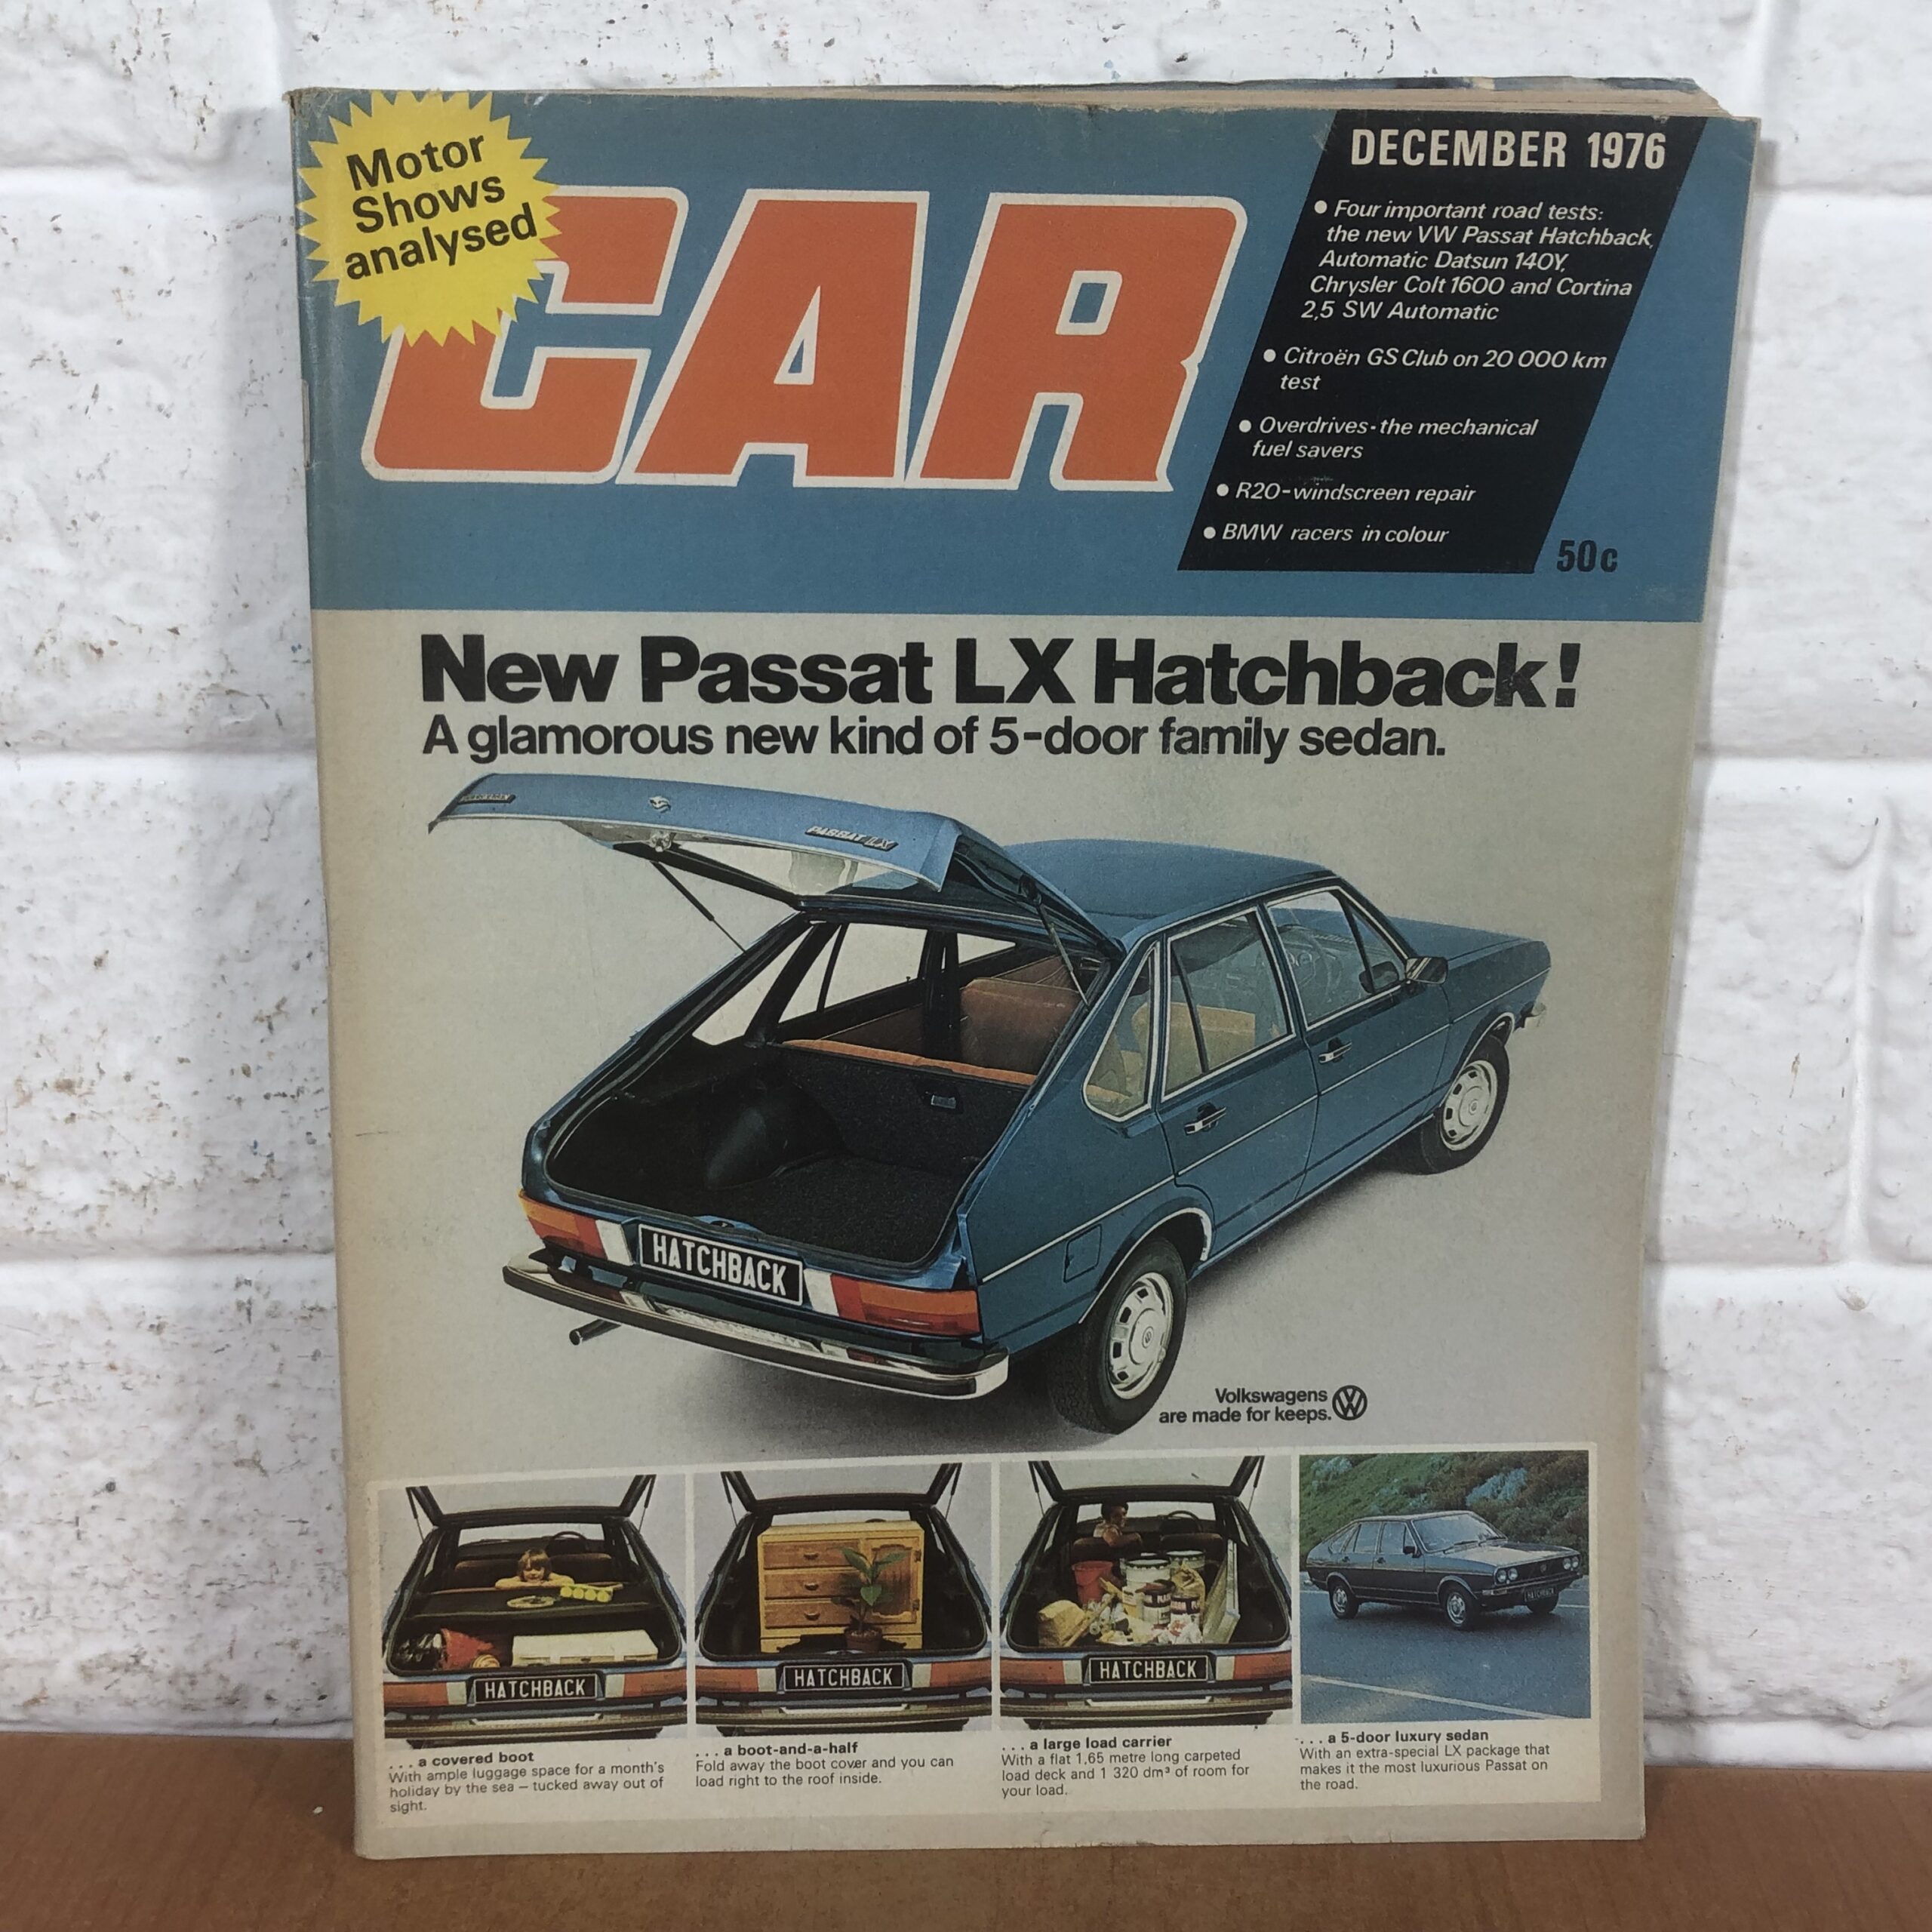 Motor
Shows
analysed
CAR
DECEMBER 1976
• Four important road tests:
the new VW Passat Hatchback,
Automatic Datsun 140Y,
Chrysler Colt 1600 and Cortina
2,5 SW Automatic
• Citroën GS Club on 20 000 km
test
• Overdrives - the mechanical
fuel savers
• R20-windscreen repair
• BMW racers in colour
50c
New Passat LX Hatchback!
A glamorous new kind of 5-door family sedan.
PASSAT LX
HATCHBACK
Volkswagens
are made for keeps.
HATCHBACK
HATCHBACK
HATCHBACK
HATCHBACK
. . . a covered boot
With ample luggage space for a month's
holiday by the sea – tucked away out of
sight.
. . . a boot-and-a-half
Fold away the boot cover and you can
load right to the roof inside.
. . . a large load carrier
With a flat 1,65 metre long carpeted
load deck and 1 320 dm³ of room for
your load.
. . . a 5-door luxury sedan
With an extra-special LX package that
makes it the most luxurious Passat on
the road.